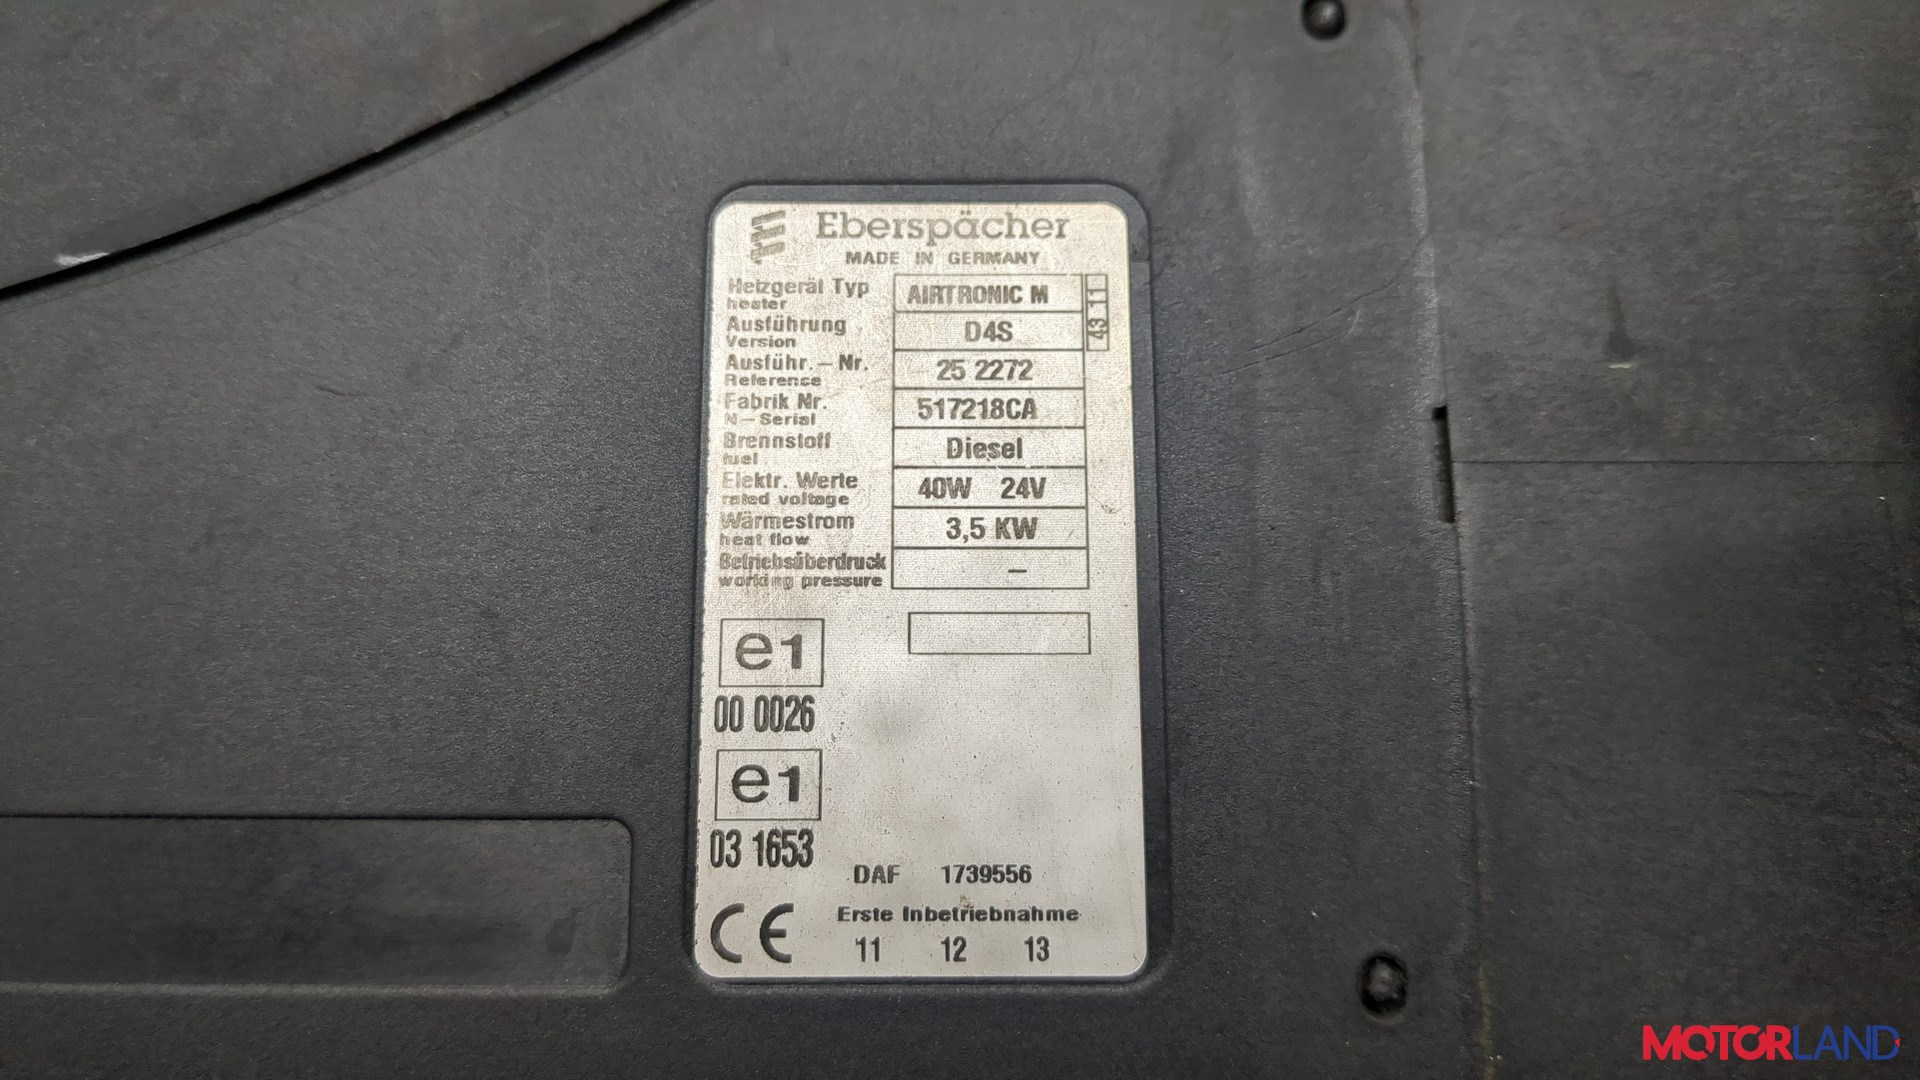 Eberspächer
MADE IN GERMANY
Heizgerät Typ AIRTRONIC M
heater
Ausführung D4S
Version
43 11
Ausführ.-Nr. 25 2272
Reference
Fabrik Nr. 517218CA
N-Serial
Brennstoff Diesel
fuel
Elektr. Werte 40W 24V
rated voltage
Wärmestrom 3,5 KW
heat flow
Betriebsüberdruck –
working pressure
e1
00 0026
e1
03 1653
DAF 1739556
CE
Erste Inbetriebnahme
11 12 13
MOTORLAND